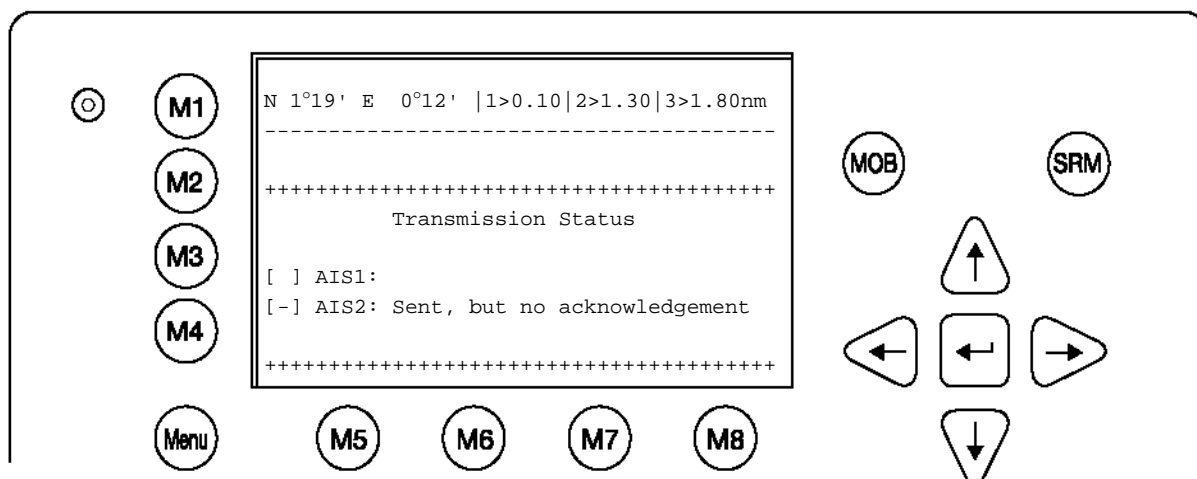 N 1°19' E  0°12' |1>0.10|2>1.30|3>1.80nm
----------------------------------------
++++++++++++++++++++++++++++++++++++++++
Transmission Status
[ ] AIS1:
[-] AIS2: Sent, but no acknowledgement
++++++++++++++++++++++++++++++++++++++++
M1
M2
M3
M4
Menu
M5
M6
M7
M8
MOB
SRM